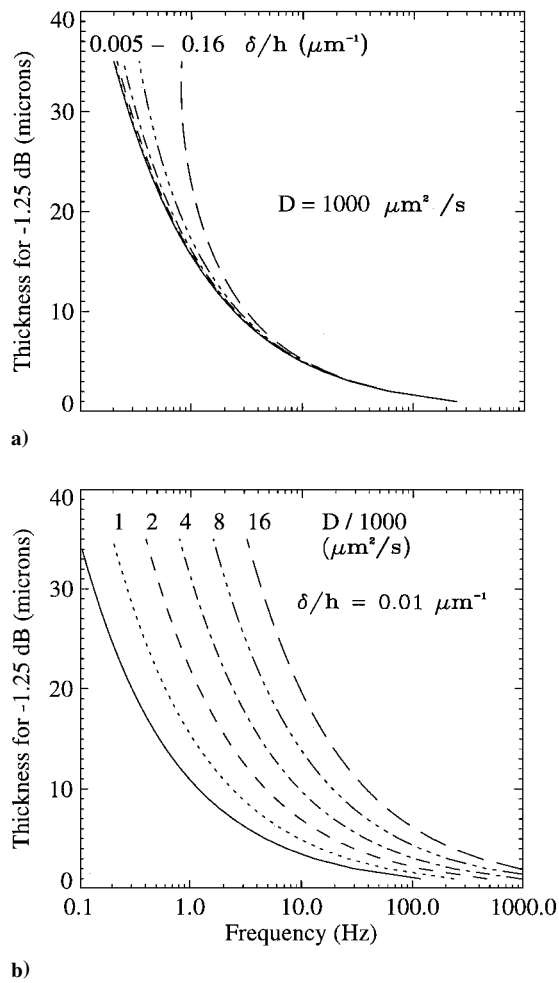 40
30
20
10
0
Thickness for -1.25 dB (microns)
0.005 – 0.16 δ/h (μm⁻¹)
D = 1000 μm² /s
a)
40
30
20
10
0
Thickness for -1.25 dB (microns)
1 2 4 8 16 D / 1000
(μm²/s)
δ/h = 0.01 μm⁻¹
0.1 1.0 10.0 100.0 1000.0
Frequency (Hz)
b)